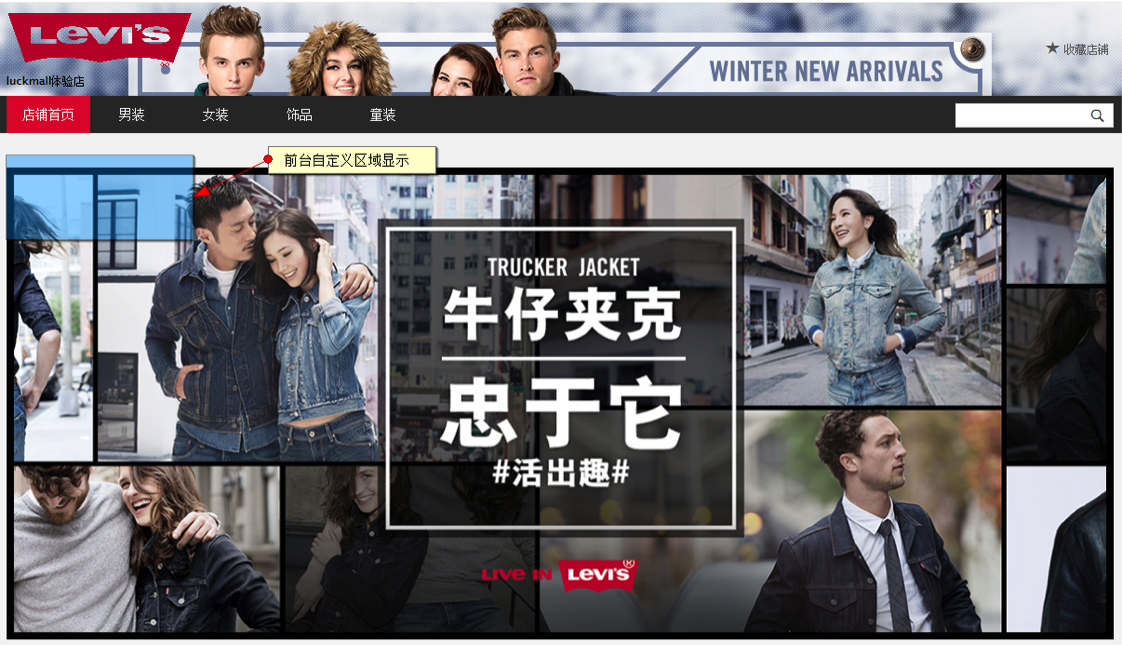 LEVI'S
WINTER NEW ARRIVALS
★ 收藏店铺
luckmall体验店
店铺首页 男装 女装 饰品 童装
前台自定义区域显示
TRUCKER JACKET
牛仔夹克
忠于它
#活出趣#
LIVE IN LEVI'S®